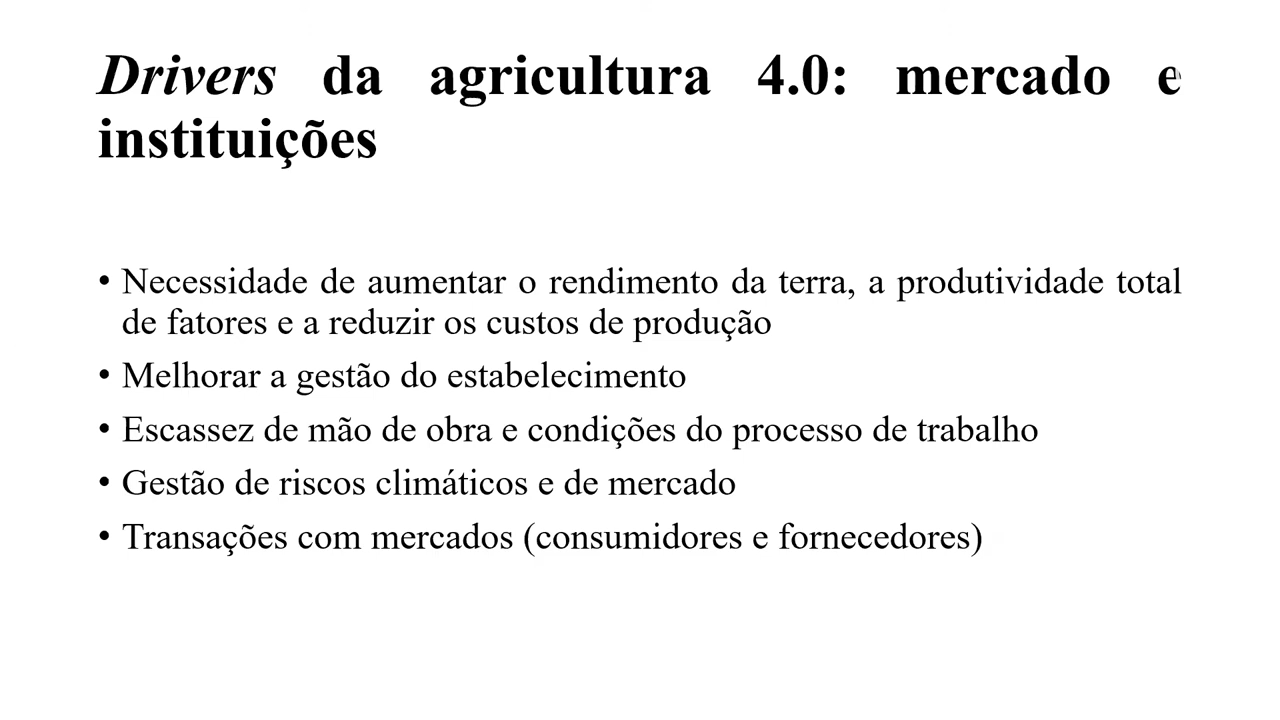 Drivers da agricultura 4.0: mercado e
instituições
• Necessidade de aumentar o rendimento da terra, a produtividade total
de fatores e a reduzir os custos de produção
• Melhorar a gestão do estabelecimento
• Escassez de mão de obra e condições do processo de trabalho
• Gestão de riscos climáticos e de mercado
• Transações com mercados (consumidores e fornecedores)